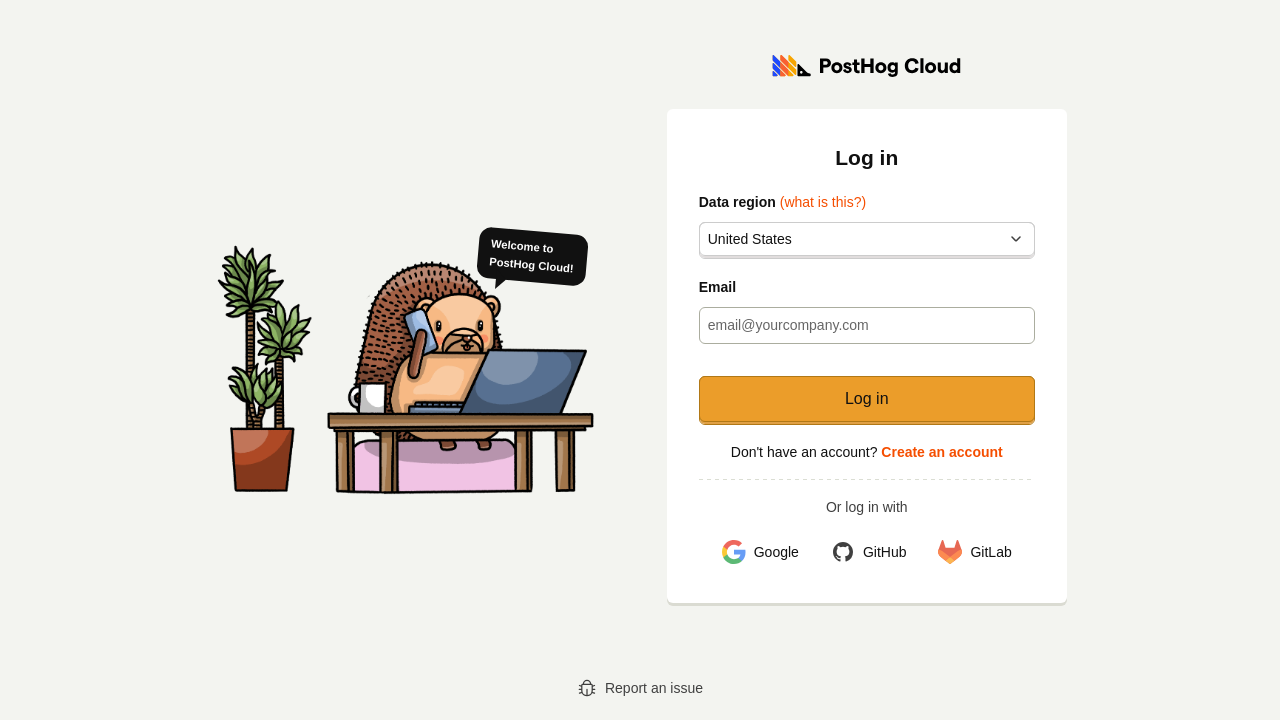 PostHog Cloud
Log in
Data region (what is this?)
United States
Welcome to
PostHog Cloud!
Email
email@yourcompany.com
Log in
Don't have an account? Create an account
Or log in with
Google GitHub GitLab
Report an issue